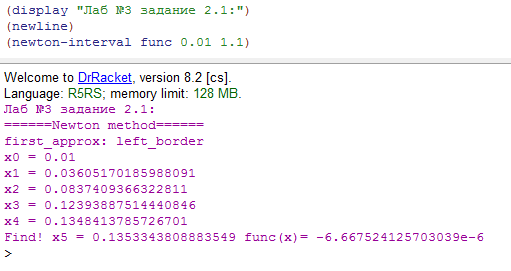 (display "Лаб №3 задание 2.1:")
(newline)
(newton-interval func 0.01 1.1)
Welcome to DrRacket, version 8.2 [cs].
Language: R5RS; memory limit: 128 MB.
Лаб №3 задание 2.1:
======Newton method======
first_approx: left_border
x0 = 0.01
x1 = 0.03605170185988091
x2 = 0.0837409366322811
x3 = 0.12393887514440846
x4 = 0.1348413785726701
Find! x5 = 0.1353343808883549 func(x)= -6.667524125703039e-6
>